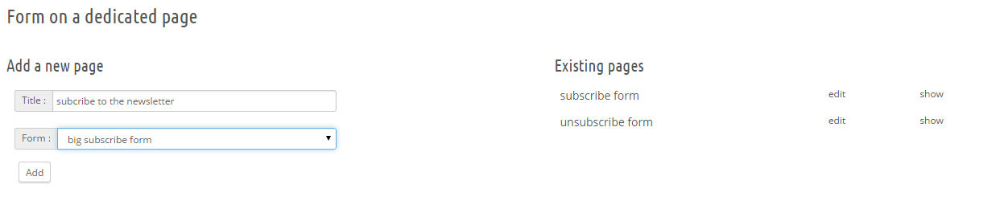 Form on a dedicated page
Add a new page
Title : subcribe to the newsletter
Form : big subscribe form
Add
Existing pages
subscribe form edit show
unsubscribe form edit show